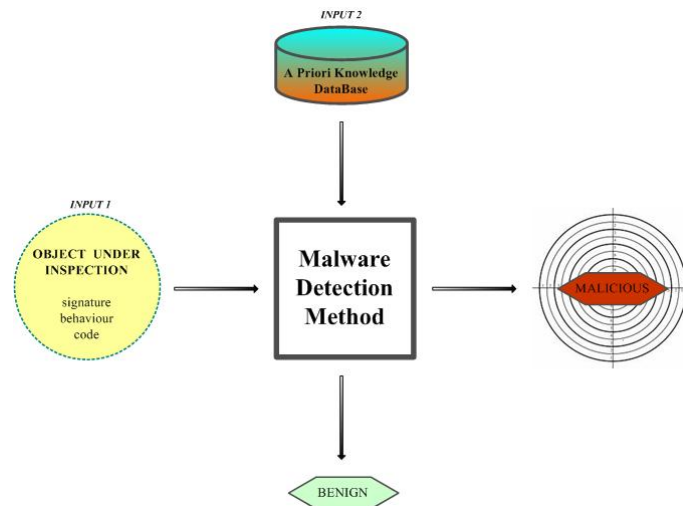 INPUT 2
A Priori Knowledge
DataBase
INPUT 1
OBJECT UNDER
INSPECTION
signature
behaviour
code
Malware
Detection
Method
MALICIOUS
BENIGN